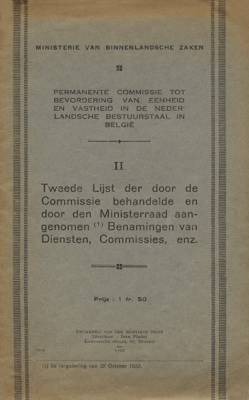 MINISTERIE VAN BINNENLANDSCHE ZAKEN
PERMANENTE COMMISSIE TOT
BEVORDERING VAN EENHEID
EN VASTHEID IN DE NEDER-
LANDSCHE BESTUURSTAAL IN
BELGIË
II
Tweede Lijst der door de
Commissie behandelde en
door den Ministerraad aan-
genomen (1) Benamingen van
Diensten, Commissies, enz.
Prijs : 1 fr. 50
(1) In vergadering van October